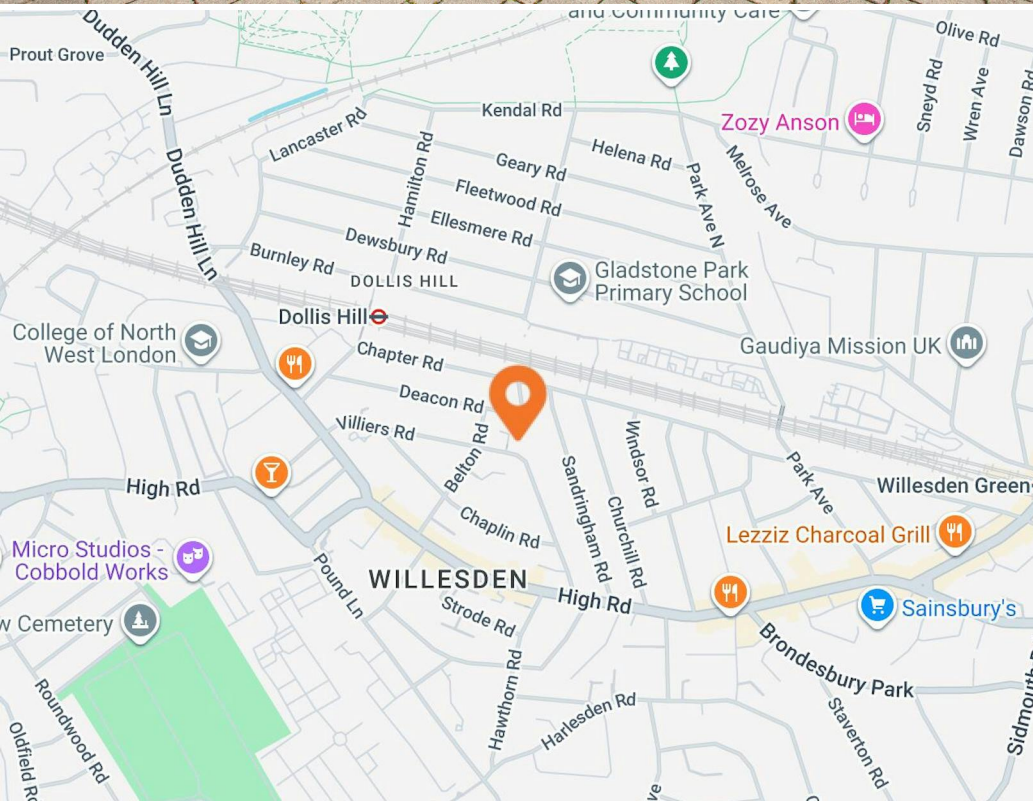 and Community Cafe
Olive Rd
Prout Grove
Dudden Hill Ln
Sneyd Rd
Wren Ave
Dawson Rd
Kendal Rd
Zozy Anson
Lancaster Rd
Hamilton Rd
Geary Rd
Helena Rd
Melrose Ave
Park Ave N
Fleetwood Rd
Ellesmere Rd
Dudden Hill Ln
Dewsbury Rd
Burnley Rd
DOLLIS HILL
Gladstone Park
Primary School
Dollis Hill
College of North
West London
Gaudiya Mission UK
Chapter Rd
Deacon Rd
Villiers Rd
Belton Rd
Windsor Rd
Sandringham Rd
Churchill Rd
Park Ave
Willesden Green
High Rd
Chaplin Rd
Lezziz Charcoal Grill
Micro Studios -
Cobbold Works
Pound Ln
WILLESDEN
High Rd
Sainsbury's
w Cemetery
Strode Rd
Brondesbury Park
Hawthorn Rd
Harlesden Rd
Roundwood Rd
Oldfield Rd
Staverton Rd
Sidmouth R
ve